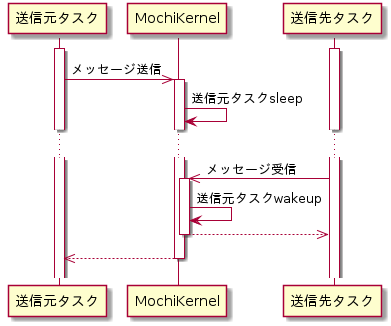 送信元タスク
MochiKernel
送信先タスク
メッセージ送信
送信元タスクsleep
メッセージ受信
送信元タスクwakeup
送信元タスク
MochiKernel
送信先タスク